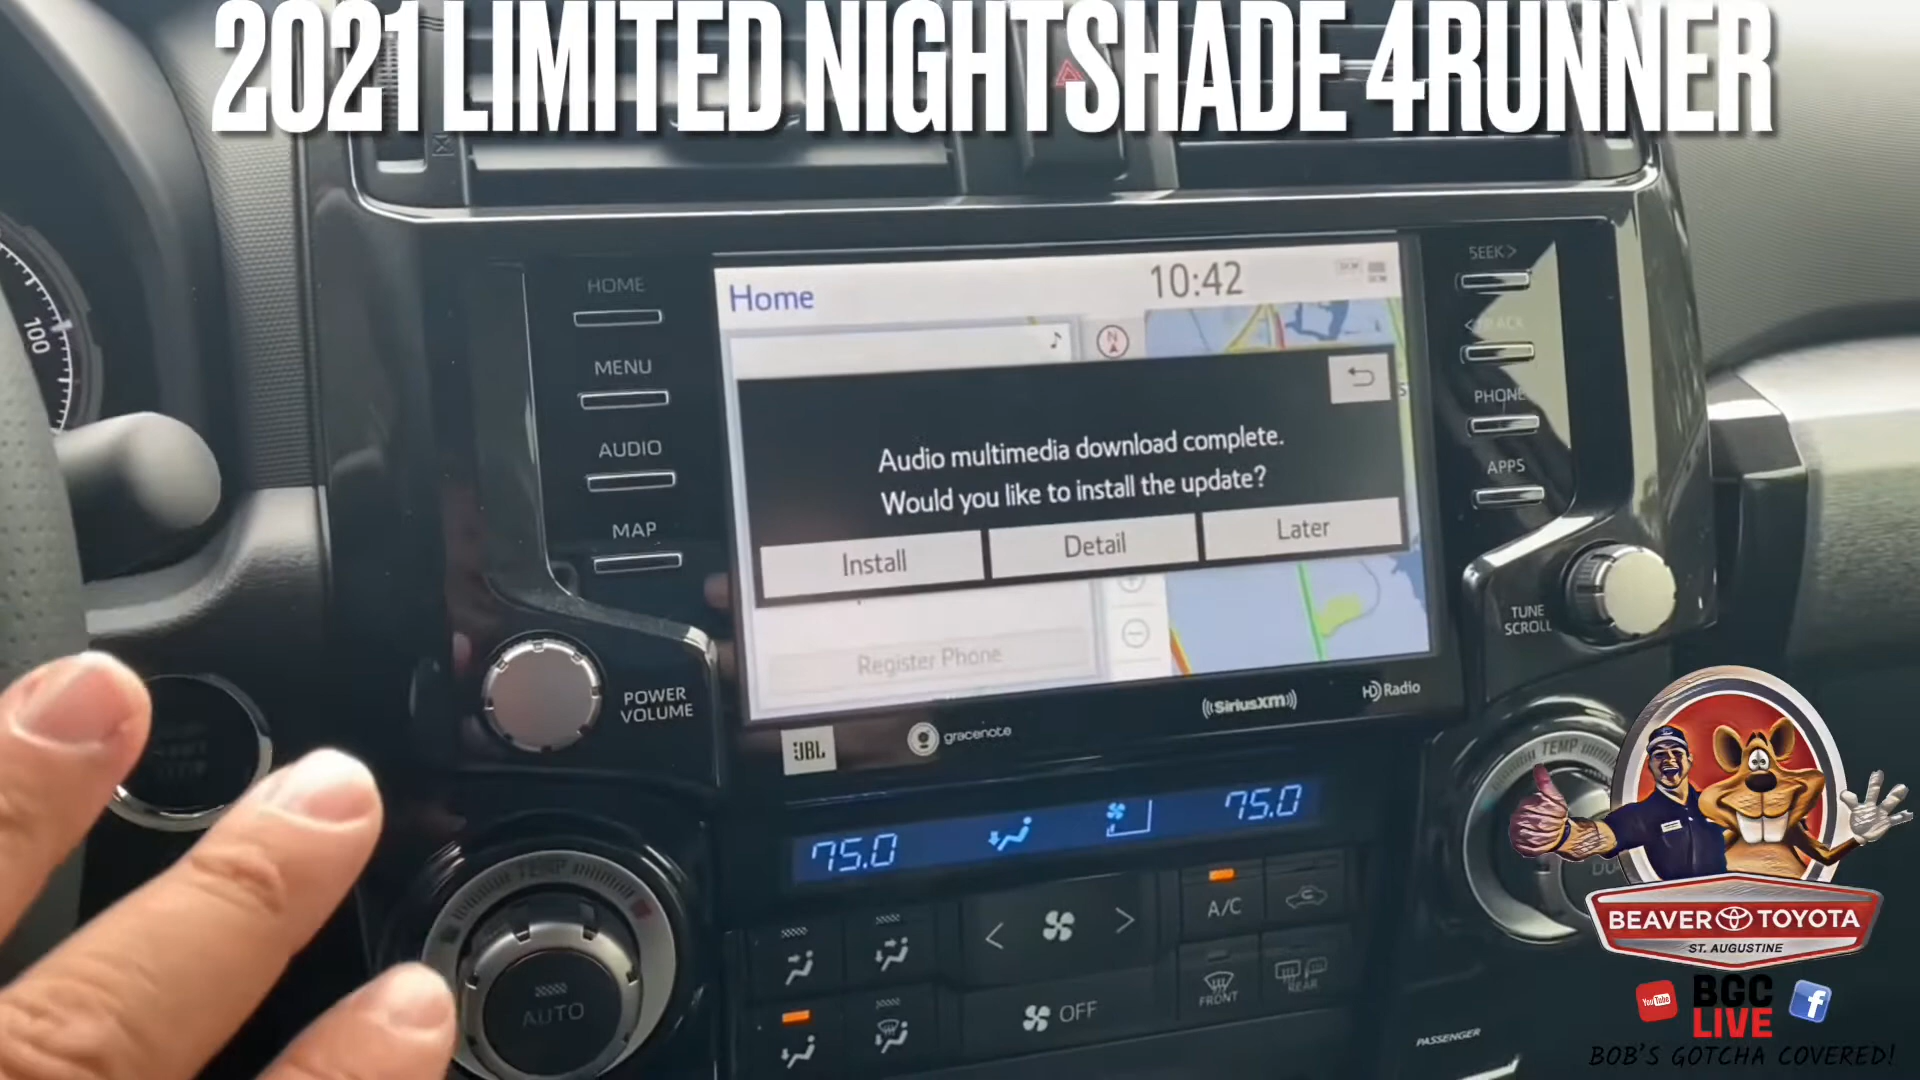 2021 LIMITED NIGHTSHADE 4RUNNER
HOME
MENU
AUDIO
MAP
POWER
VOLUME
100
Home
10:42
N
Audio multimedia download complete.
Would you like to install the update?
Install
Detail
Later
Register Phone
JBL
gracenote
SiriusXM
HD Radio
SEEK>
<TRACK
PHONE
APPS
TUNE
SCROLL
75.0
75.0
TEMP
TEMP
AUTO
A/C
OFF
FRONT
REAR
PASSENGER
BEAVER TOYOTA
ST. AUGUSTINE
YouTube
BGC
LIVE
f
BOB'S GOTCHA COVERED!